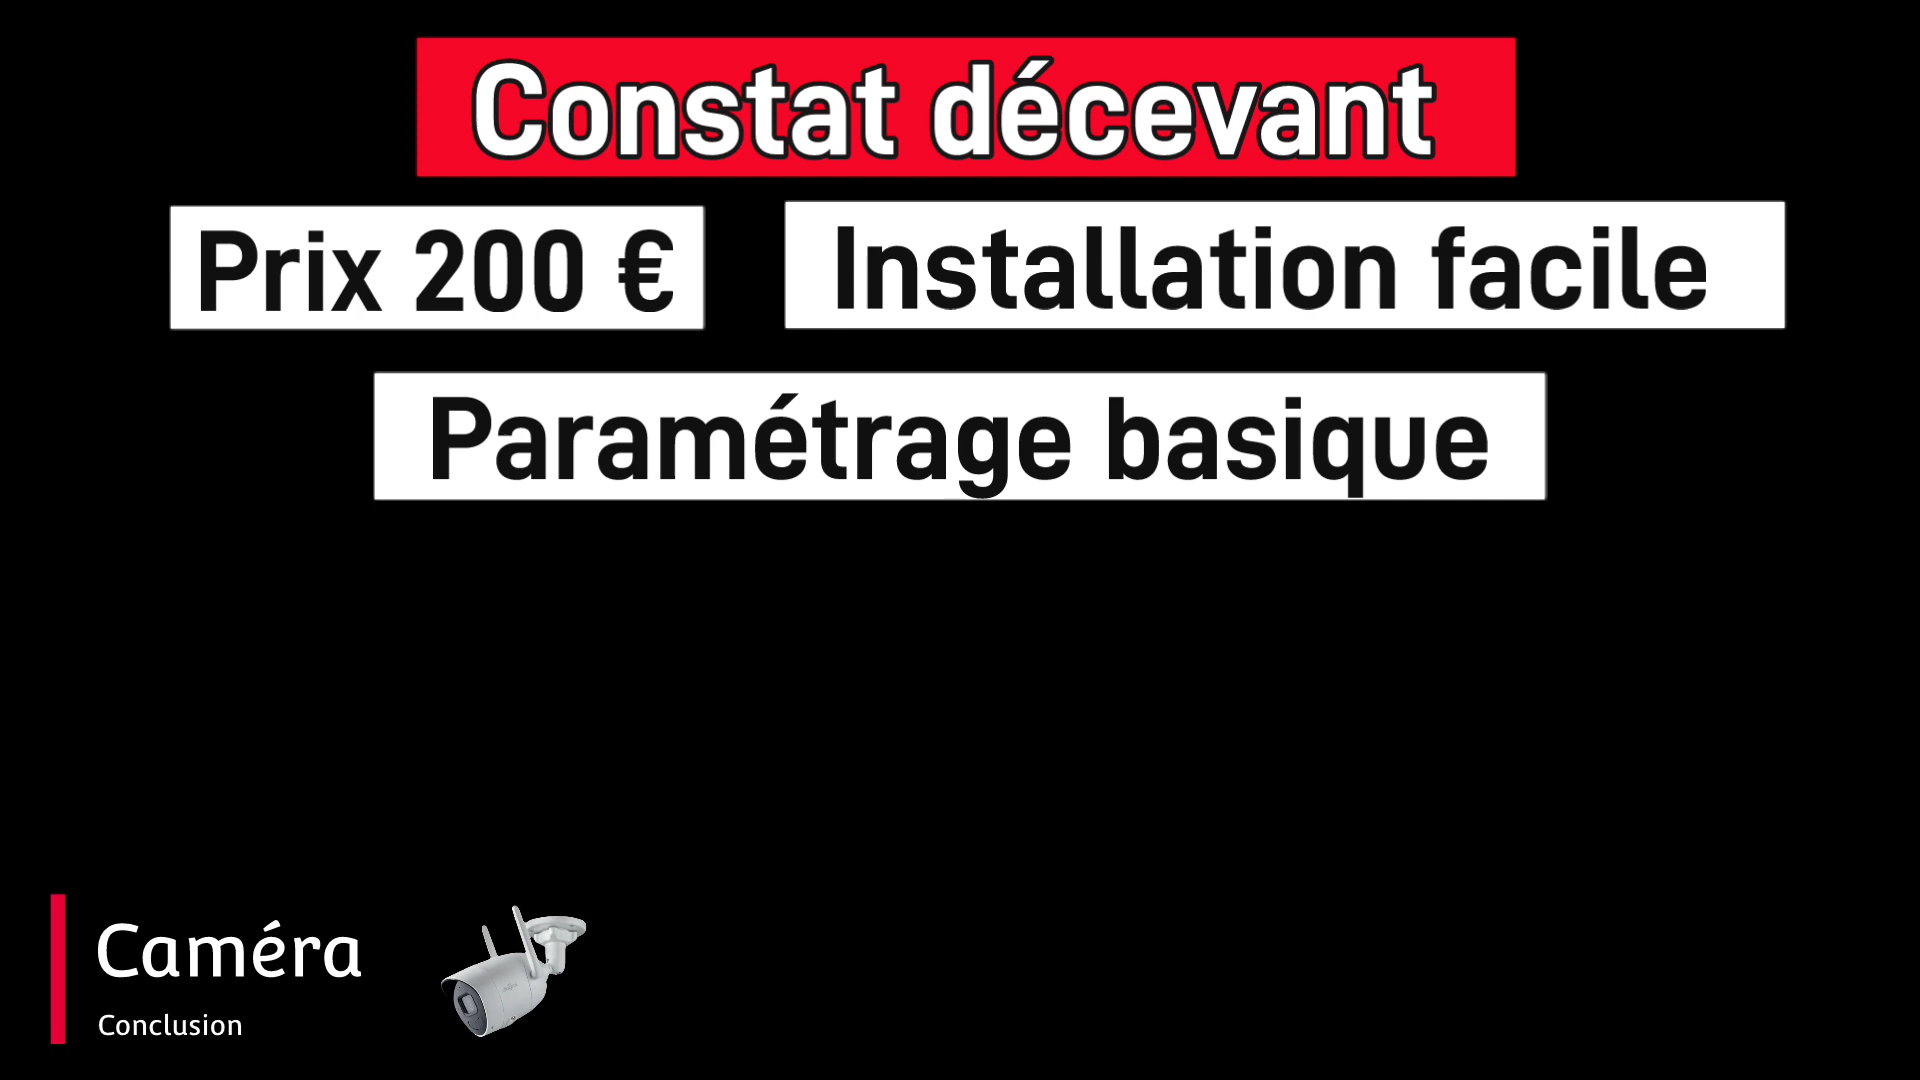 Constat décevant
Prix 200 €
Installation facile
Paramétrage basique
Caméra
Conclusion